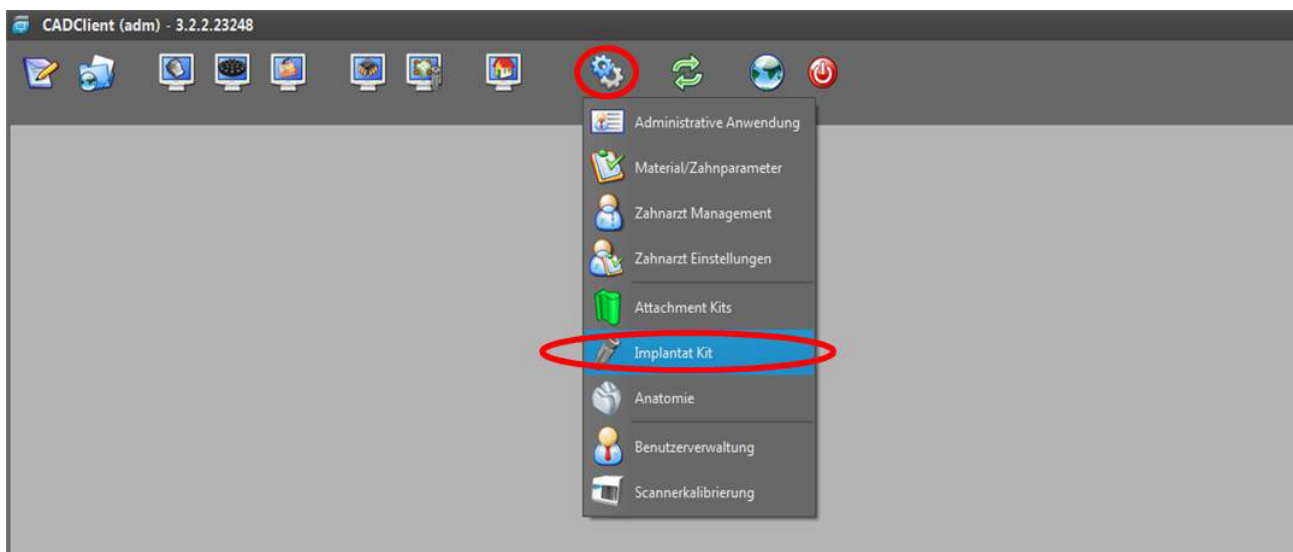 CADClient (adm) - 3.2.2.23248
Administrative Anwendung
Material/Zahnparameter
Zahnarzt Management
Zahnarzt Einstellungen
Attachment Kits
Implantat Kit
Anatomie
Benutzerverwaltung
Scannerkalibrierung